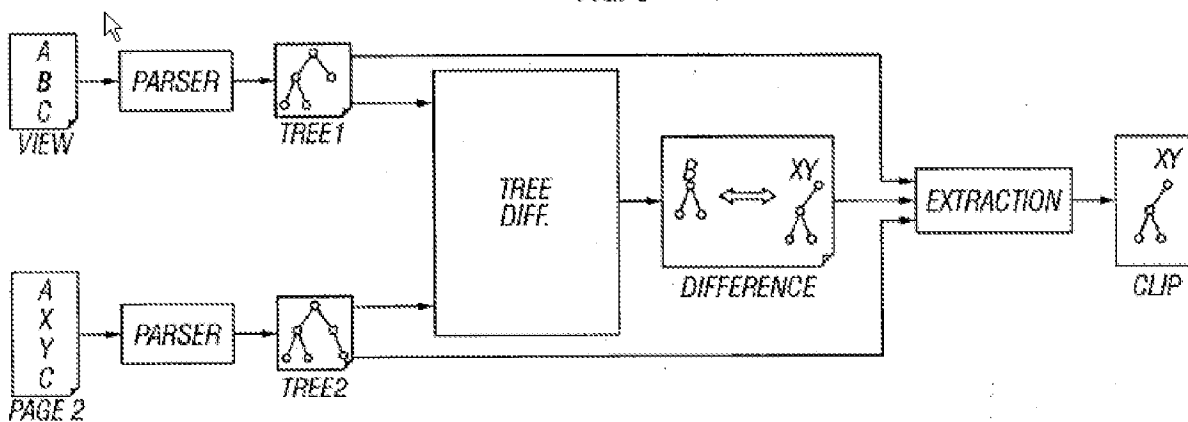 A
B
C
VIEW
PARSER
TREE1
TREE
DIFF.
B
XY
DIFFERENCE
EXTRACTION
XY
CLIP
A
X
Y
C
PAGE 2
PARSER
TREE2